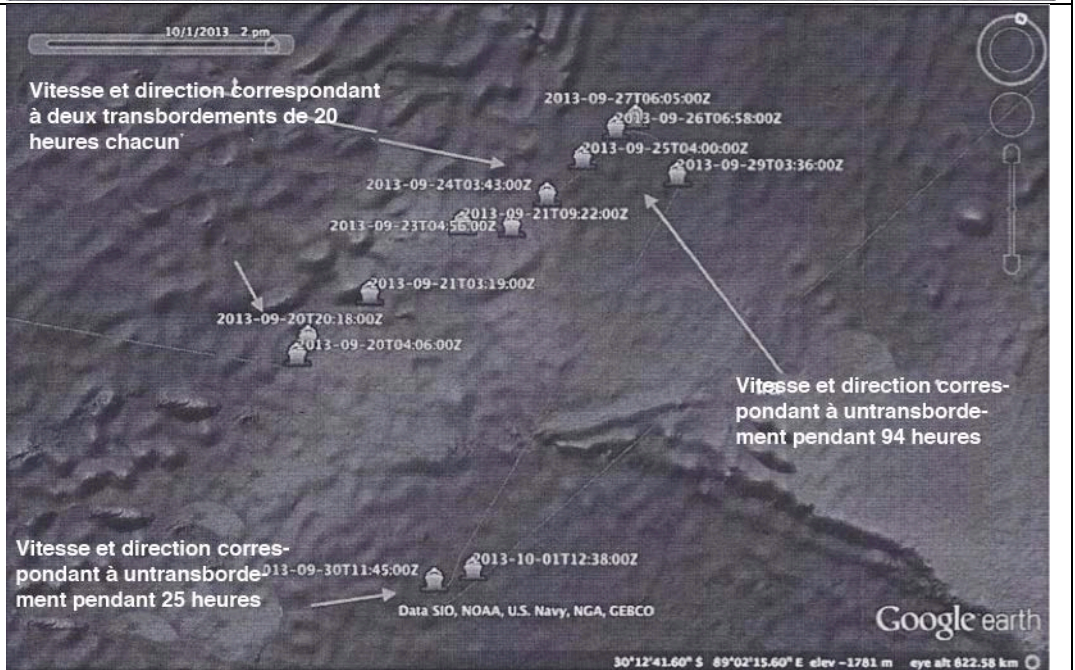 10/1/2013 2 pm
Vitesse et direction correspondant
à deux transbordements de 20
heures chacun
2013-09-27T06:05:00Z
2013-09-26T06:58:00Z
2013-09-25T04:00:00Z
2013-09-29T03:36:00Z
2013-09-24T03:43:00Z
2013-09-21T09:22:00Z
2013-09-23T04:56:00Z
2013-09-21T03:19:00Z
2013-09-20T20:18:00Z
2013-09-20T04:06:00Z
Vitesse et direction corres-
pondant à untransborde-
ment pendant 94 heures
Vitesse et direction corres-
pondant à untransborde-
ment pendant 25 heures
013-09-30T11:45:00Z
2013-10-01T12:38:00Z
Data SIO, NOAA, U.S. Navy, NGA, GEBCO
Google earth
30°12'41.60" S 89°02'15.60" E elev -1781 m eye alt 822.58 km